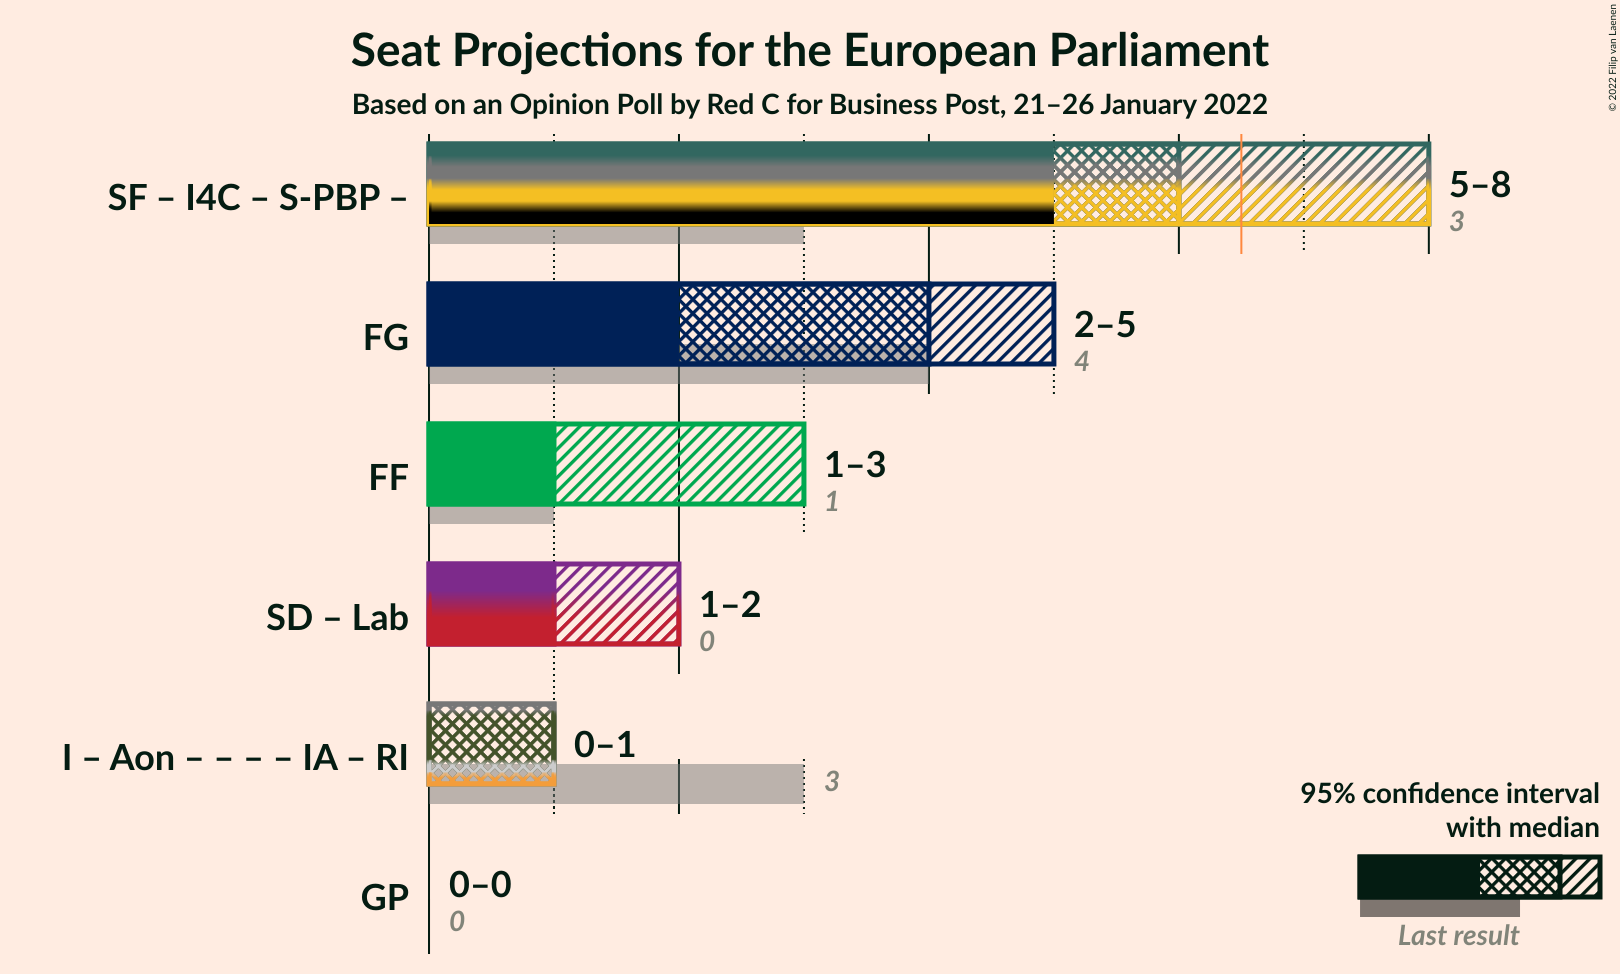 Seat Projections for the European Parliament
Based on an Opinion Poll by Red C for Business Post, 21–26 January 2022
© 2022 Filip van Laenen
SF – I4C – S-PBP –
5–8
3
FG
2–5
4
FF
1–3
1
SD – Lab
1–2
0
I – Aon – – – – IA – RI
0–1
3
GP
0–0
0
95% confidence interval
with median
Last result